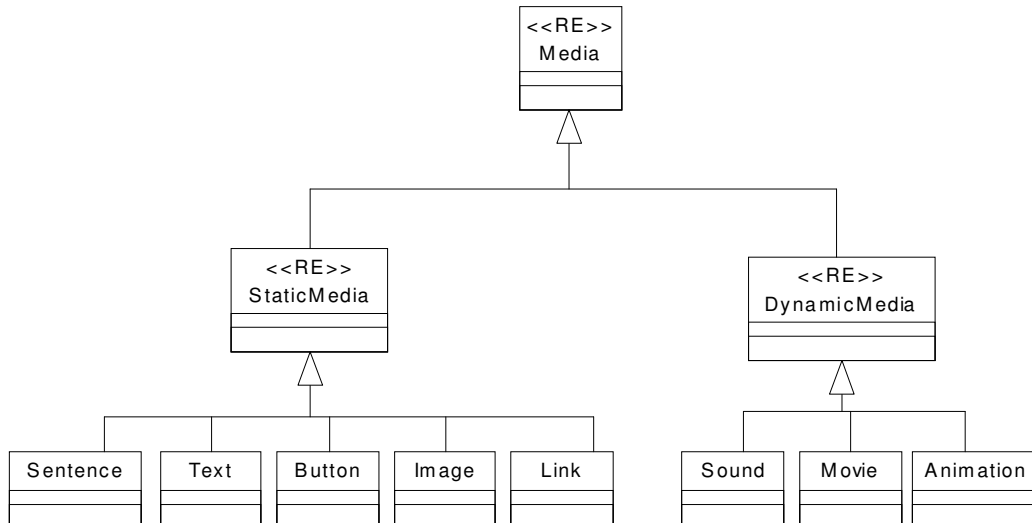 <<RE>>
Media
<<RE>>
StaticMedia
<<RE>>
DynamicMedia
Sentence
Text
Button
Image
Link
Sound
Movie
Animation